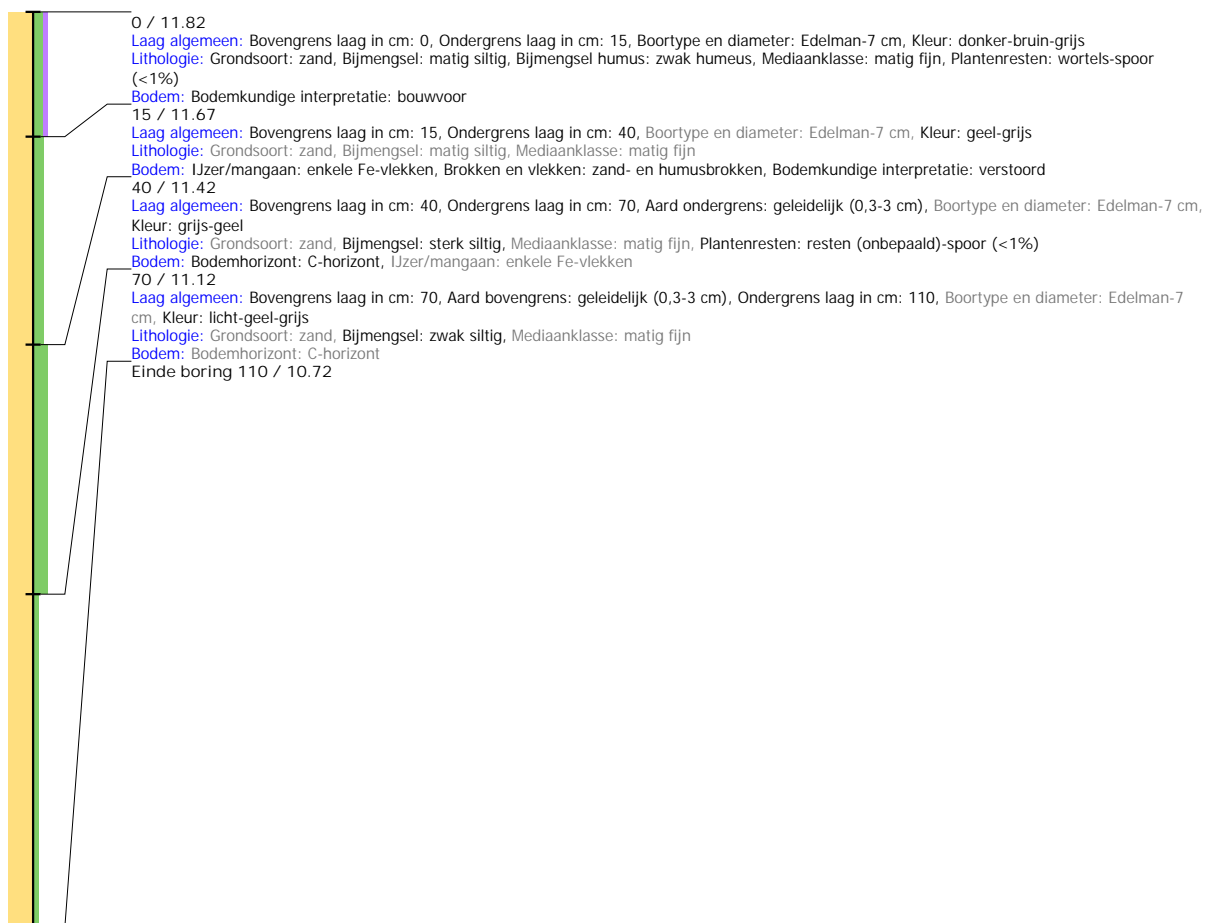 0 / 11.82
Laag algemeen: Bovengrens laag in cm: 0, Ondergrens laag in cm: 15, Boortype en diameter: Edelman-7 cm, Kleur: donker-bruin-grijs
Lithologie: Grondsoort: zand, Bijmengsel: matig siltig, Bijmengsel humus: zwak humeus, Mediaanklasse: matig fijn, Plantenresten: wortels-spoor
(<1%)
Bodem: Bodemkundige interpretatie: bouwvoor
15 / 11.67
Laag algemeen: Bovengrens laag in cm: 15, Ondergrens laag in cm: 40, Boortype en diameter: Edelman-7 cm, Kleur: geel-grijs
Lithologie: Grondsoort: zand, Bijmengsel: matig siltig, Mediaanklasse: matig fijn
Bodem: IJzer/mangaan: enkele Fe-vlekken, Brokken en vlekken: zand- en humusbrokken, Bodemkundige interpretatie: verstoord
40 / 11.42
Laag algemeen: Bovengrens laag in cm: 40, Ondergrens laag in cm: 70, Aard ondergrens: geleidelijk (0,3-3 cm), Boortype en diameter: Edelman-7 cm,
Kleur: grijs-geel
Lithologie: Grondsoort: zand, Bijmengsel: sterk siltig, Mediaanklasse: matig fijn, Plantenresten: resten (onbepaald)-spoor (<1%)
Bodem: Bodemhorizont: C-horizont, IJzer/mangaan: enkele Fe-vlekken
70 / 11.12
Laag algemeen: Bovengrens laag in cm: 70, Aard bovengrens: geleidelijk (0,3-3 cm), Ondergrens laag in cm: 110, Boortype en diameter: Edelman-7
cm, Kleur: licht-geel-grijs
Lithologie: Grondsoort: zand, Bijmengsel: zwak siltig, Mediaanklasse: matig fijn
Bodem: Bodemhorizont: C-horizont
Einde boring 110 / 10.72